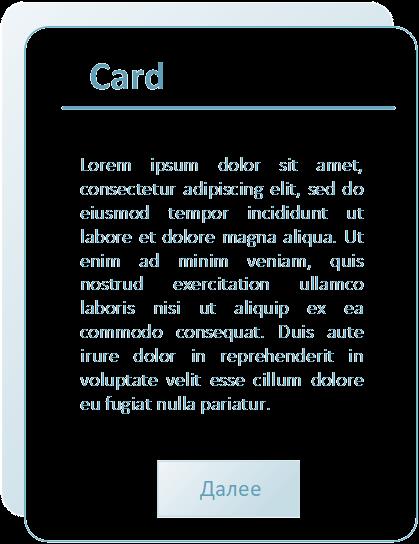 Card
Lorem ipsum dolor sit amet,
consectetur adipiscing elit, sed do
eiusmod tempor incididunt ut
labore et dolore magna aliqua. Ut
enim ad minim veniam, quis
nostrud exercitation ullamco
laboris nisi ut aliquip ex ea
commodo consequat. Duis aute
irure dolor in reprehenderit in
voluptate velit esse cillum dolore
eu fugiat nulla pariatur.
Далее